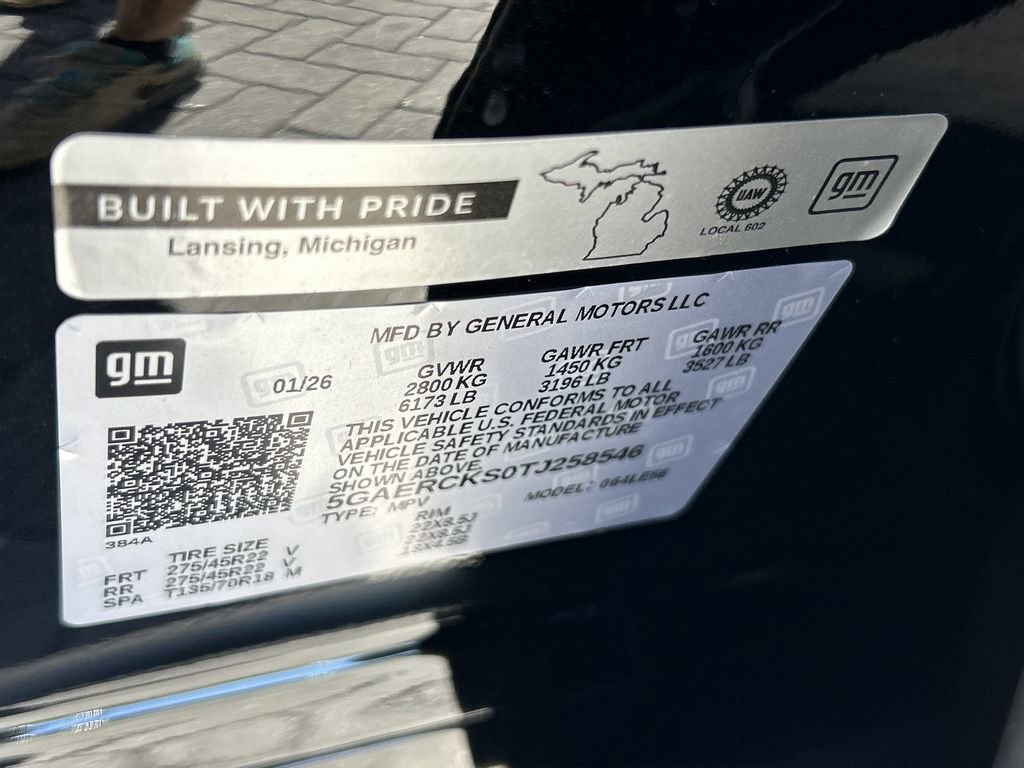 BUILT WITH PRIDE
Lansing, Michigan
UAW
LOCAL 602
gm
gm
MFD BY GENERAL MOTORS LLC
01/26
GVWR
2800 KG
6173 LB
GAWR FRT
1450 KG
3196 LB
GAWR RR
1600 KG
3527 LB
THIS VEHICLE CONFORMS TO ALL
APPLICABLE U.S. FEDERAL MOTOR
VEHICLE SAFETY STANDARDS IN EFFECT
ON THE DATE OF MANUFACTURE
SHOWN ABOVE
5GAERCKS0TJ258546
TYPE: MPV
MODEL:
384A
TIRE SIZE RIM
FRT 275/45R22 V 22X8.5J
RR 275/45R22 V 22X8.5J
SPA T135/70R18 M 18X4.5B